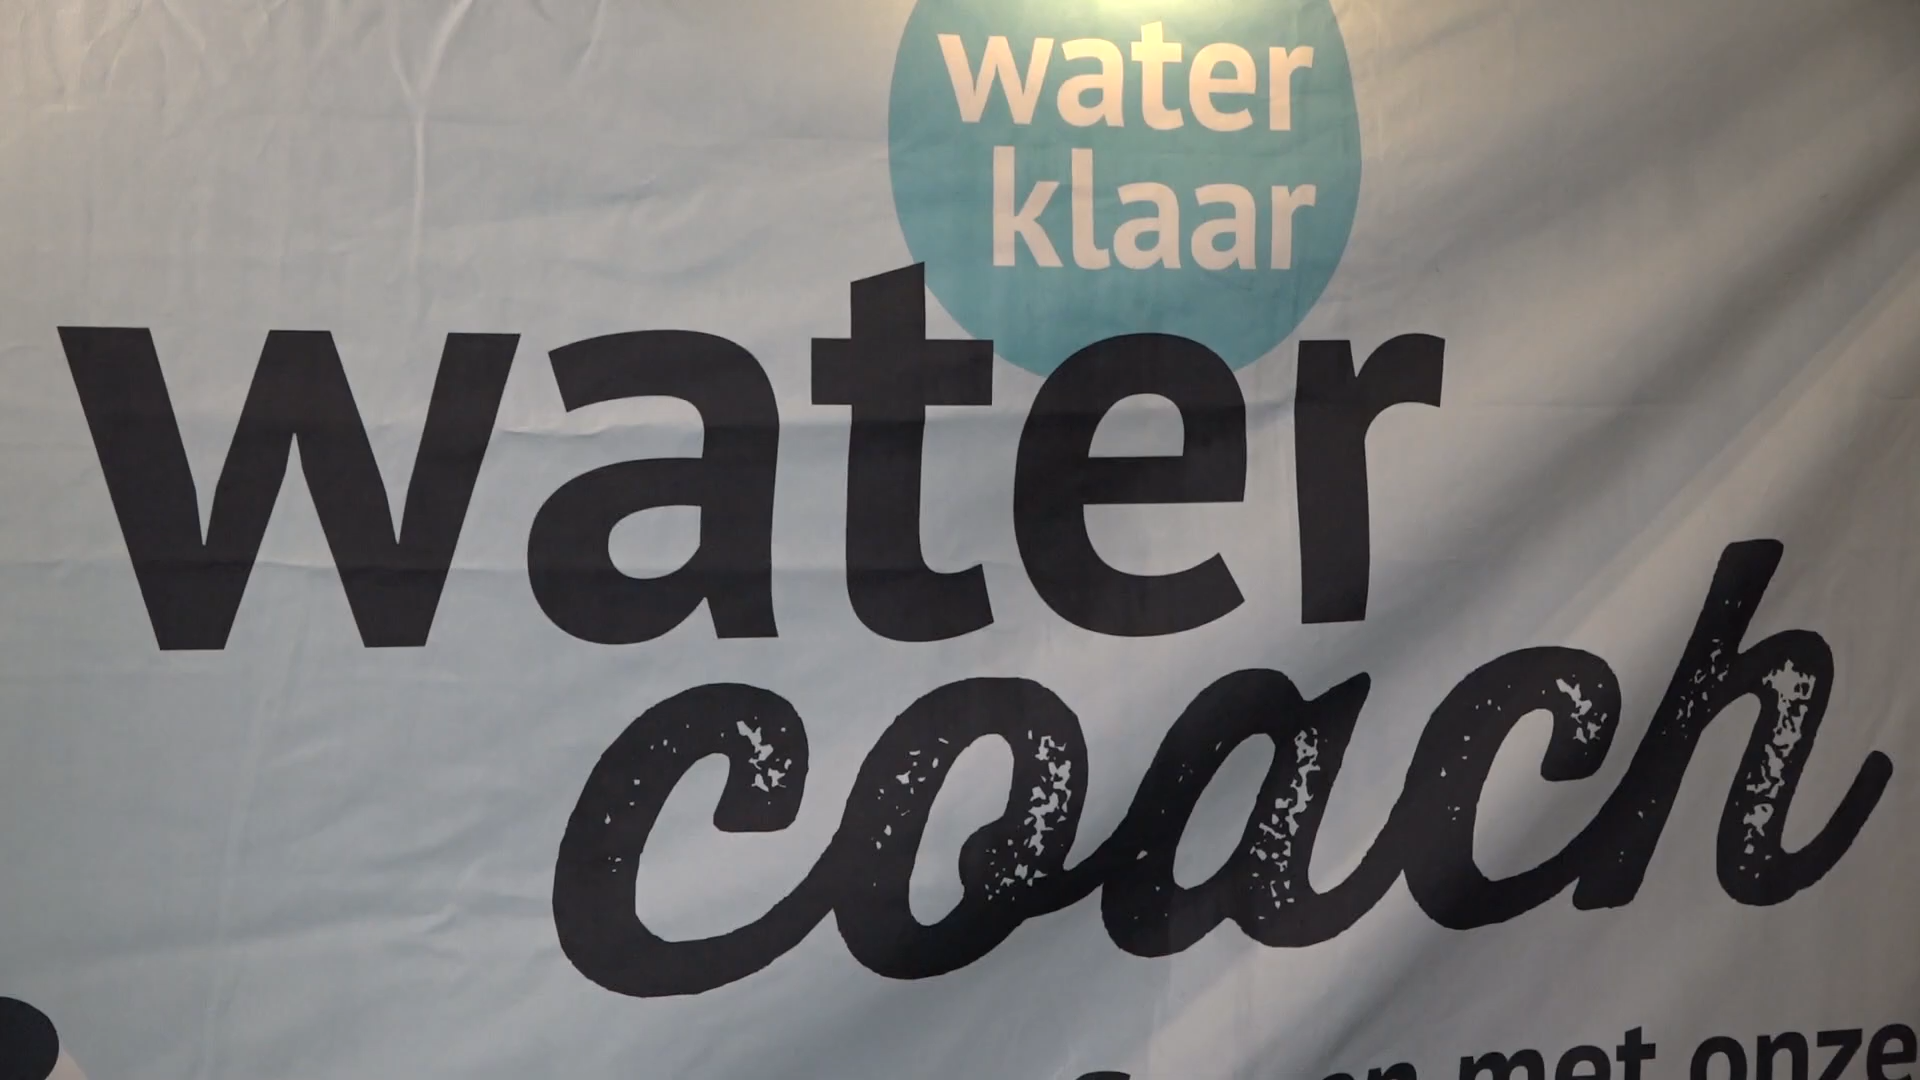 water
klaar
water
coach
met onze